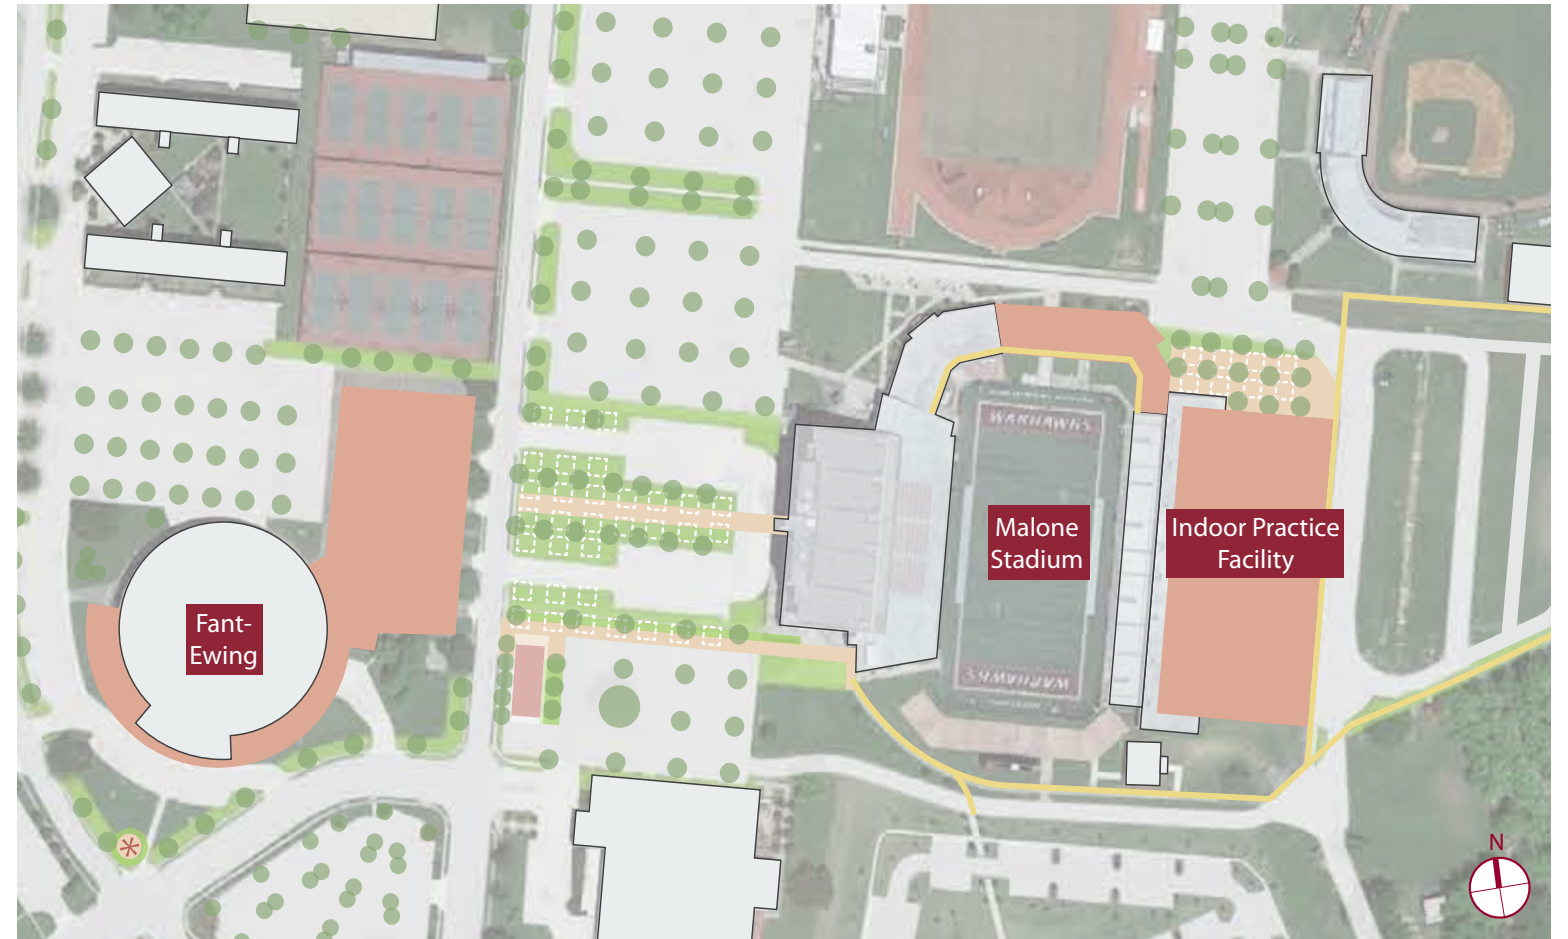 WARHAWKS
Malone
Stadium
Indoor Practice
Facility
Fant-
Ewing
WARHAWKS
N